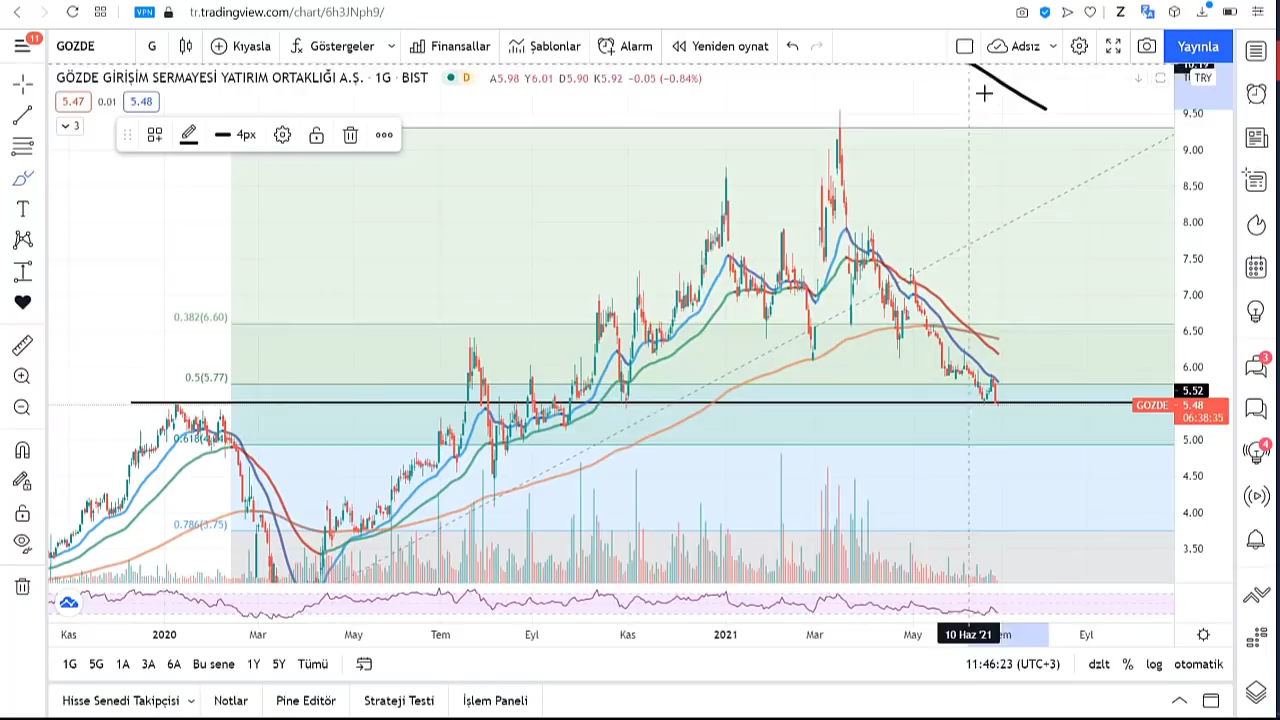 tr.tradingview.com/chart/6h3JNph9/
VPN
11
GOZDE G Kıyasla Göstergeler Finansallar Şablonlar Alarm Yeniden oynat Adsız Yayınla
GÖZDE GİRİŞİM SERMAYESİ YATIRIM ORTAKLIĞI A.Ş. · 1G · BIST D A5.98 Y6.01 D5.90 K5.92 -0.05 (-0.84%)
TRY
5.47 0.01 5.48
3
4px
9.50
9.00
8.50
8.00
7.50
7.00
6.50
6.00
5.52
GOZDE 5.48
06:38:35
5.00
4.50
4.00
3.50
0.382(6.60)
0.5(5.77)
0.786(3.75)
3
4
Kas 2020 Mar May Tem Eyl Kas 2021 Mar May 10 Haz '21 Eyl
1G 5G 1A 3A 6A Bu sene 1Y 5Y Tümü 11:46:23 (UTC+3) dzlt % log otomatik
Hisse Senedi Takipçisi Notlar Pine Editör Strateji Testi İşlem Paneli